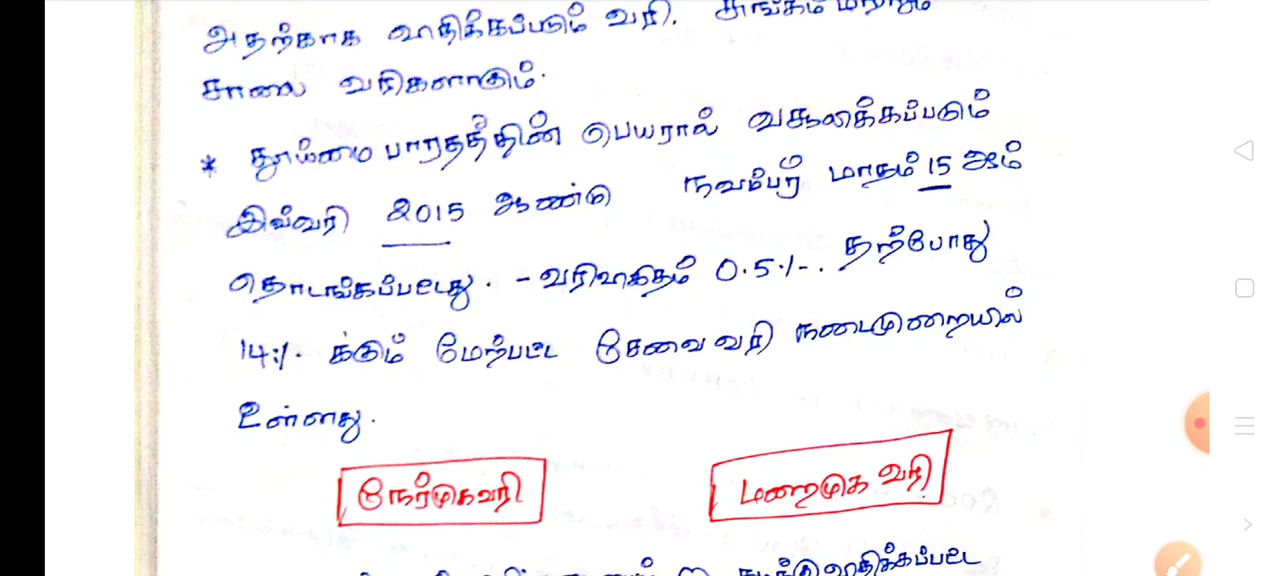 அதற்காக வதிக்கப்படும் வரி. சுங்கம் மற்றும்
சாலை வரிகளாகும்.
* தூய்மை பாரதத்தின் பெயரால் வசூலிக்கப்படும்
இவ்வரி 2015 ஆண்டு நவம்பர் மாதம் 15 ஆம்
தொடங்கப்பட்டது. - வரிவிகிதம் 0.5%. தற்போது
14% க்கும் மேற்பட்ட சேவை வரி நடைமுறையில்
உள்ளது.
நேர்முகவரி மறைமுக வரி